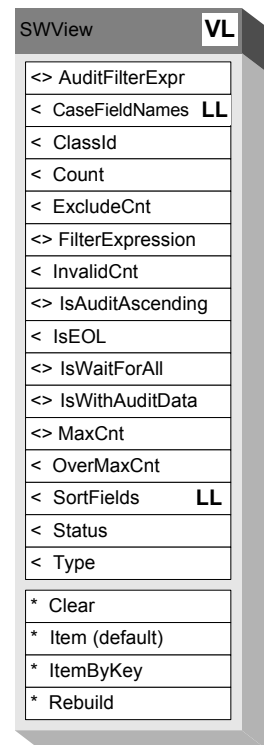 SWView VL
<> AuditFilterExpr
< CaseFieldNames LL
< ClassId
< Count
< ExcludeCnt
<> FilterExpression
< InvalidCnt
<> IsAuditAscending
< IsEOL
<> IsWaitForAll
<> IsWithAuditData
<> MaxCnt
< OverMaxCnt
< SortFields LL
< Status
< Type
* Clear
* Item (default)
* ItemByKey
* Rebuild